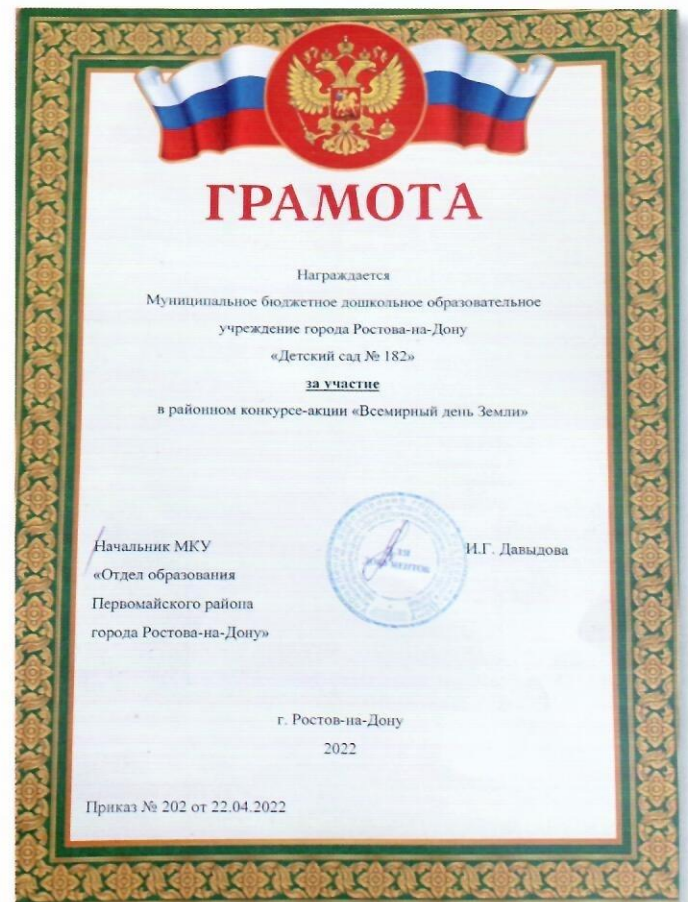 ГРАМОТА
Награждается
Муниципальное бюджетное дошкольное образовательное
учреждение города Ростова-на-Дону
«Детский сад № 182»
за участие
в районном конкурсе-акции «Всемирный день Земли»
Начальник МКУ
«Отдел образования
Первомайского района
города Ростова-на-Дону»
ДЛЯ
ДОКУМЕНТОВ
И.Г. Давыдова
г. Ростов-на-Дону
2022
Приказ № 202 от 22.04.2022